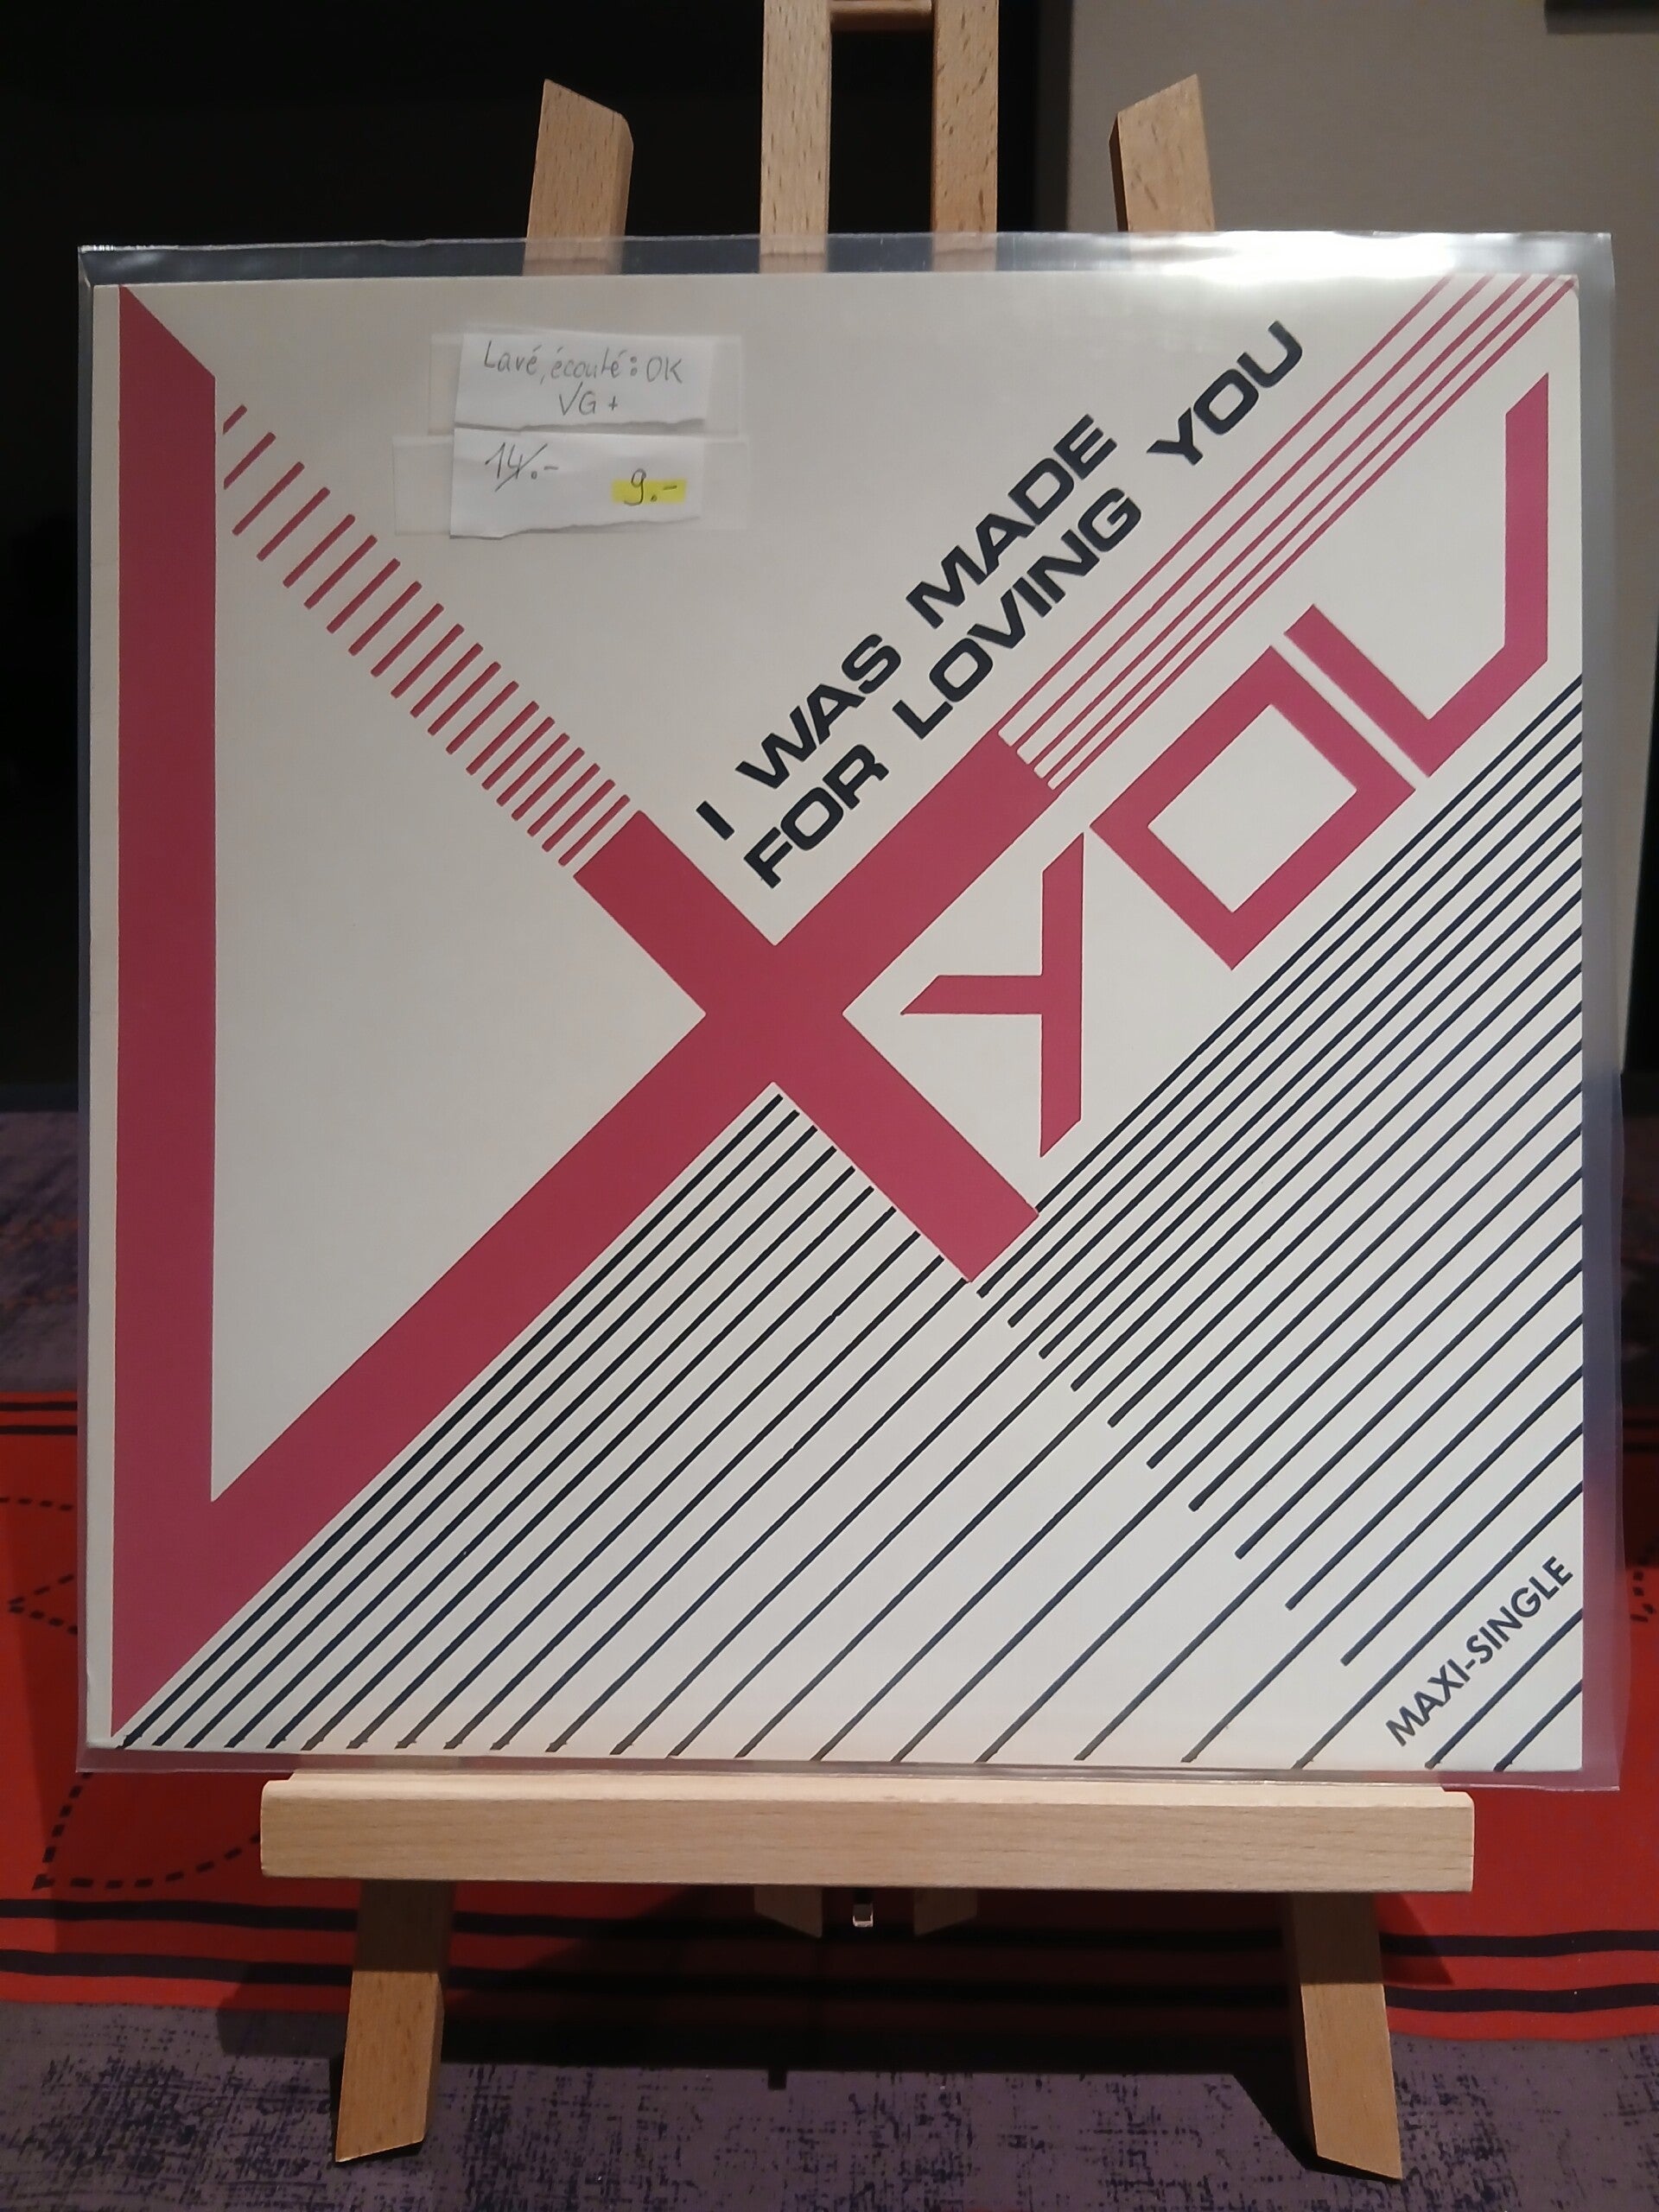 Lavé, écouté: OK
VG +
14.- 9.-
I WAS MADE
FOR LOVING YOU
YOU
MAXI-SINGLE